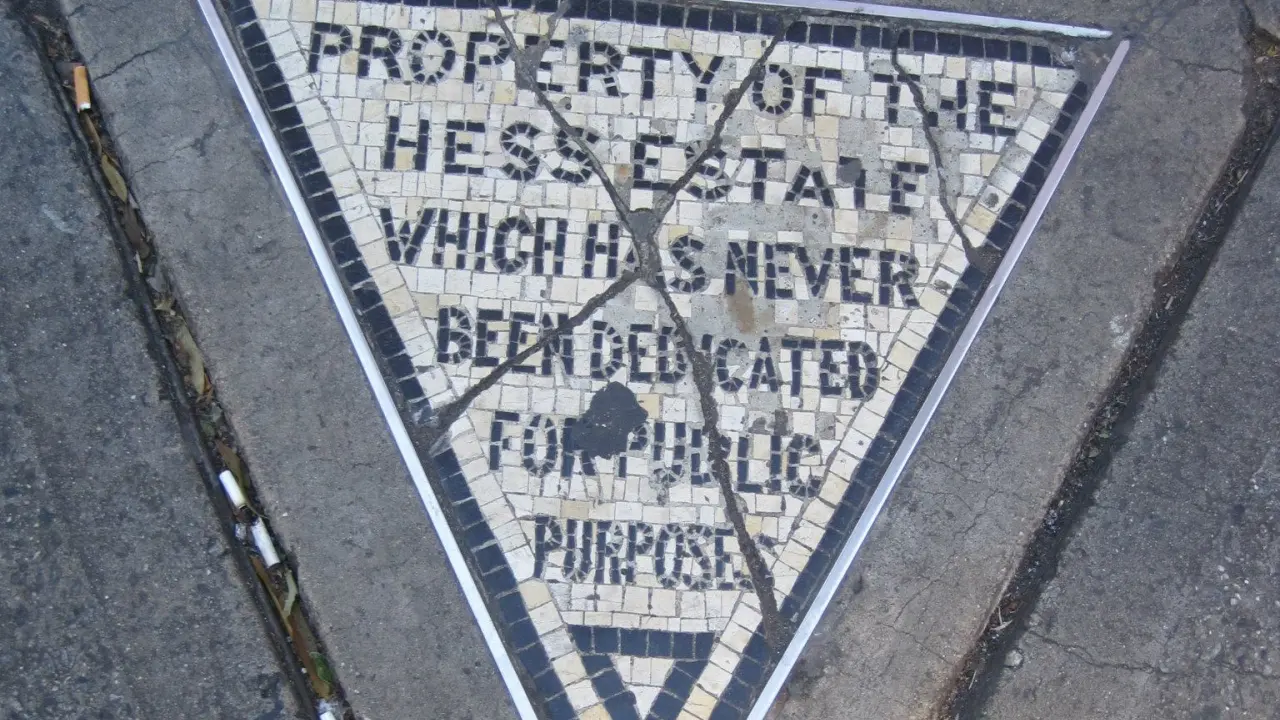 PROPERTY OF THE
HESS ESTATE
WHICH HAS NEVER
BEEN DEDICATED
FOR PUBLIC
PURPOSES